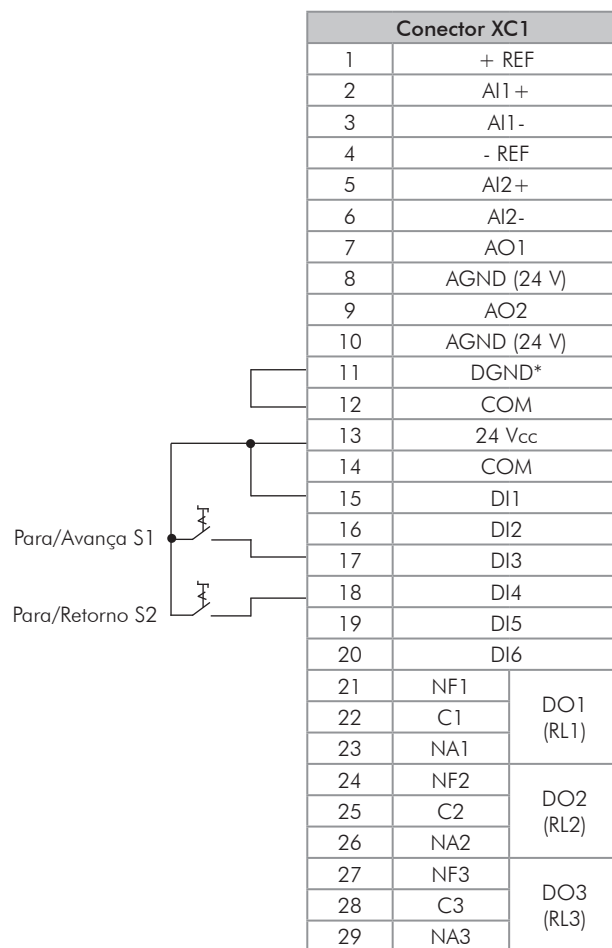 Conector XC1
1 + REF
2 AI1+
3 AI1-
4 - REF
5 AI2+
6 AI2-
7 AO1
8 AGND (24 V)
9 AO2
10 AGND (24 V)
11 DGND*
12 COM
13 24 Vcc
14 COM
15 DI1
16 DI2
Para/Avança S1
17 DI3
18 DI4
Para/Retorno S2
19 DI5
20 DI6
21 NF1
22 C1
23 NA1
DO1
(RL1)
24 NF2
25 C2
26 NA2
DO2
(RL2)
27 NF3
28 C3
29 NA3
DO3
(RL3)